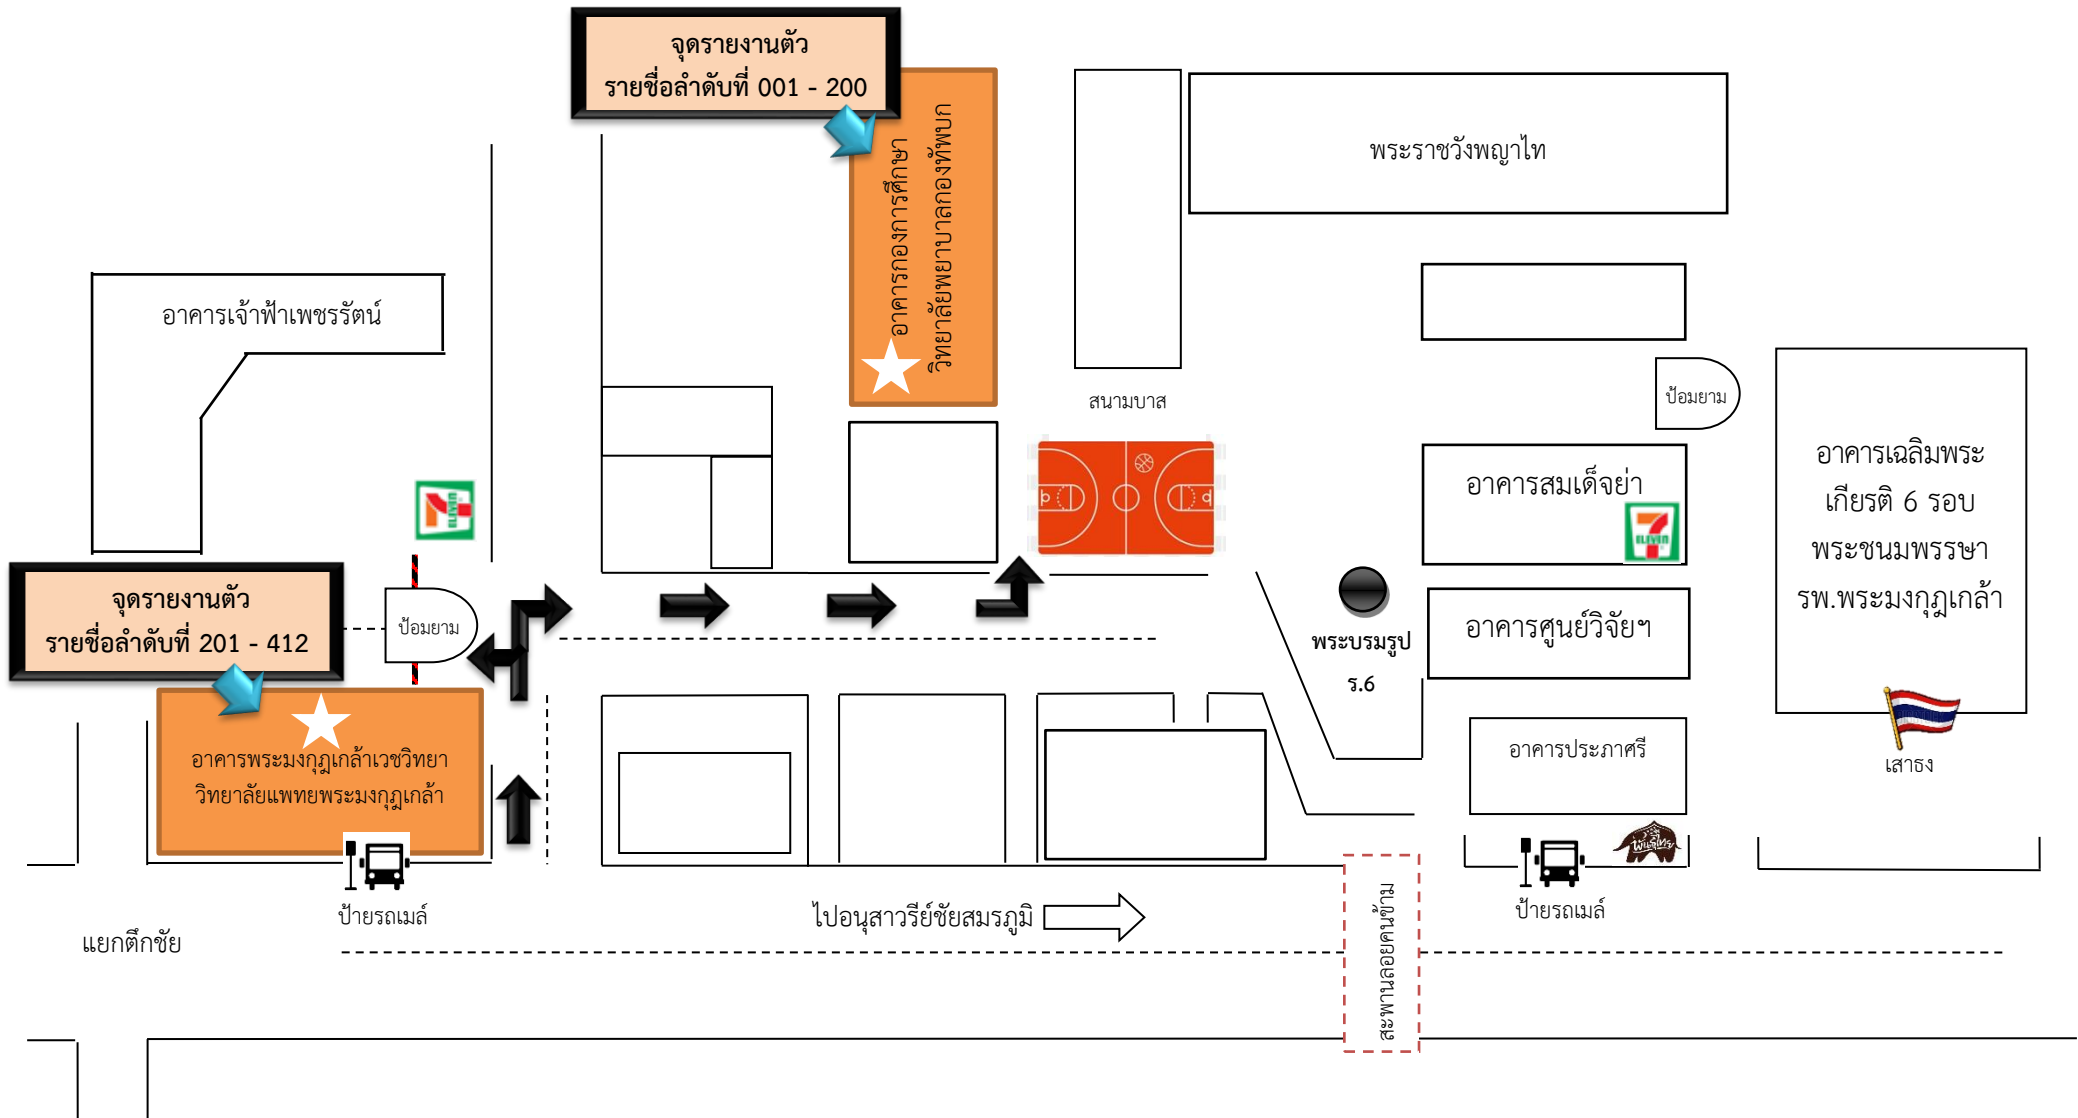 จุดรายงานตัว
รายชื่อลำดับที่ 001 - 200
อาคารกองการศึกษา
วิทยาลัยพยาบาลกองทัพบก
พระราชวังพญาไท
อาคารเจ้าฟ้าเพชรรัตน์
สนามบาส
ป้อมยาม
อาคารสมเด็จย่า
7
ELEVEN
อาคารเฉลิมพระ
เกียรติ 6 รอบ
พระชนมพรรษา
รพ.พระมงกุฎเกล้า
7
ELEVEN
จุดรายงานตัว
รายชื่อลำดับที่ 201 - 412
ป้อมยาม
พระบรมรูป
ร.6
อาคารศูนย์วิจัยฯ
อาคารพระมงกุฎเกล้าเวชวิทยา
วิทยาลัยแพทยพระมงกุฎเกล้า
อาคารประภาศรี
เสาธง
พันธุ์ไทย
ป้ายรถเมล์
ไปอนุสาวรีย์ชัยสมรภูมิ
สะพานลอยคนข้าม
ป้ายรถเมล์
แยกตึกชัย